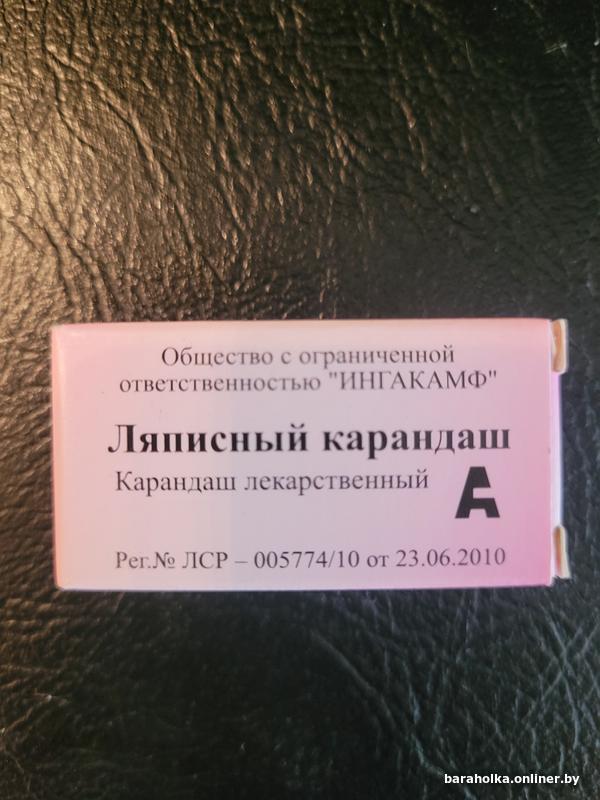 Общество с ограниченной
ответственностью "ИНГАКАМФ"
Ляписный карандаш
Карандаш лекарственный
Рег.№ ЛСР – 005774/10 от 23.06.2010
baraholka.onliner.by